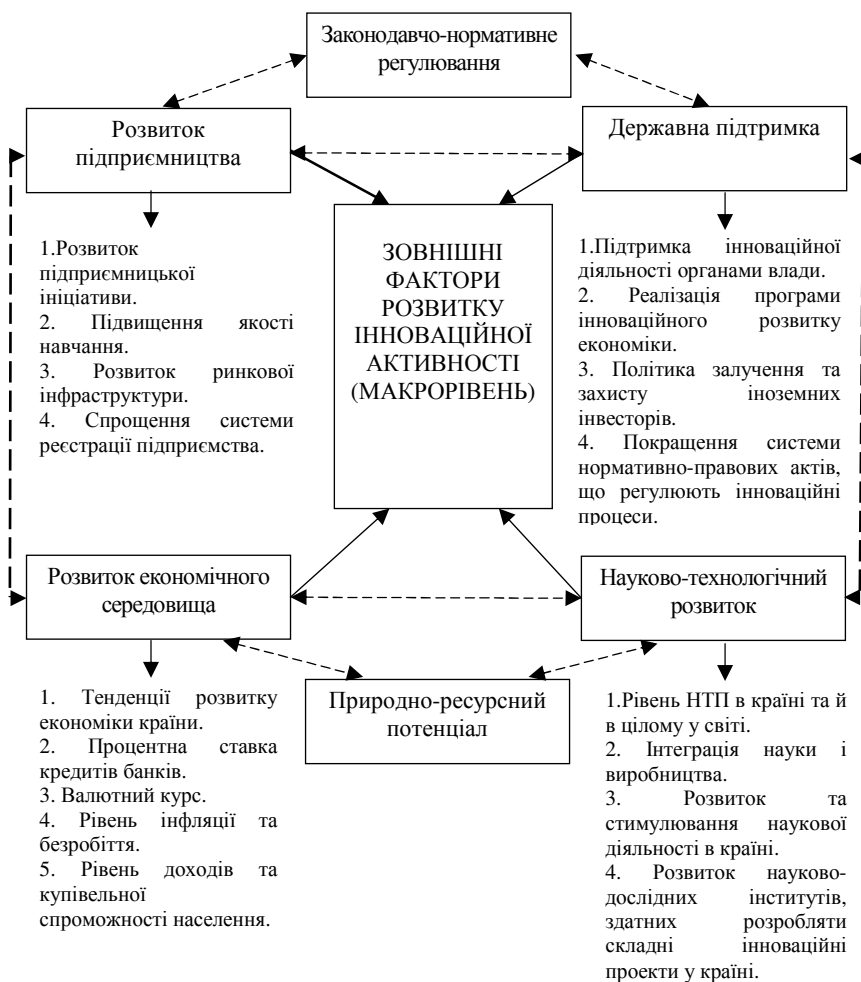 Законодавчо-нормативне
регулювання
Розвиток
підприємництва
Державна підтримка
1.Розвиток
підприємницької
ініціативи.
2. Підвищення якості
навчання.
3. Розвиток ринкової
інфраструктури.
4. Спрощення системи
реєстрації підприємства.
ЗОВНІШНІ
ФАКТОРИ
РОЗВИТКУ
ІННОВАЦІЙНОЇ
АКТИВНОСТІ
(МАКРОРІВЕНЬ)
1.Підтримка інноваційної
діяльності органами влади.
2. Реалізація програми
інноваційного розвитку
економіки.
3. Політика залучення та
захисту іноземних
інвесторів.
4. Покращення системи
нормативно-правових актів,
що регулюють інноваційні
процеси.
Розвиток економічного
середовища
Науково-технологічний
розвиток
Природно-ресурсний
потенціал
1. Тенденції розвитку
економіки країни.
2. Процентна ставка
кредитів банків.
3. Валютний курс.
4. Рівень інфляції та
безробіття.
5. Рівень доходів та
купівельної
спроможності населення.
1.Рівень НТП в країні та й
в цілому у світі.
2. Інтеграція науки і
виробництва.
3. Розвиток та
стимулювання наукової
діяльності в країні.
4. Розвиток науково-
дослідних інститутів,
здатних розробляти
складні інноваційні
проекти у країні.